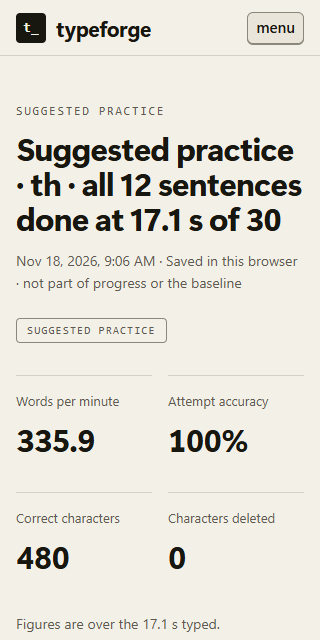 t_ typeforge menu
SUGGESTED PRACTICE
Suggested practice
· th · all 12 sentences
done at 17.1 s of 30
Nov 18, 2026, 9:06 AM · Saved in this browser
· not part of progress or the baseline
SUGGESTED PRACTICE
Words per minute Attempt accuracy
335.9 100%
Correct characters Characters deleted
480 0
Figures are over the 17.1 s typed.